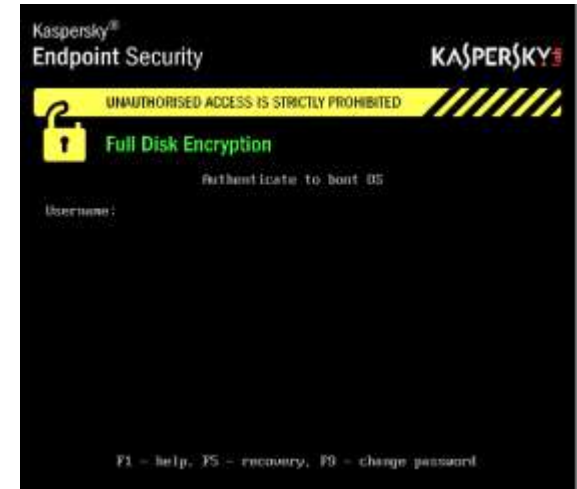 Kaspersky®
Endpoint Security
KASPERSKY lab
UNAUTHORISED ACCESS IS STRICTLY PROHIBITED
Full Disk Encryption
Authenticate to boot OS
Username:
F1 - help, F5 - recovery, F9 - change password